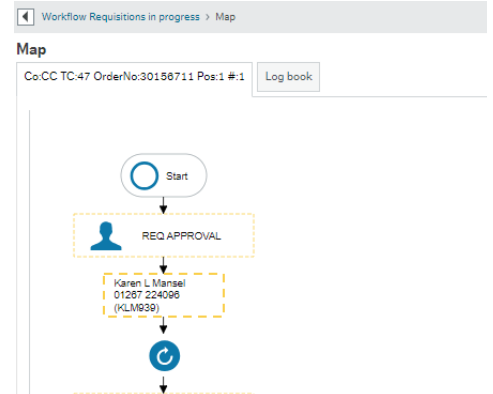 Workflow Requisitions in progress > Map
Map
Co:CC TC:47 OrderNo:30156711 Pos:1 #:1
Log book
Start
REQ APPROVAL
Karen L Mansel
01267 224096
(KLM939)